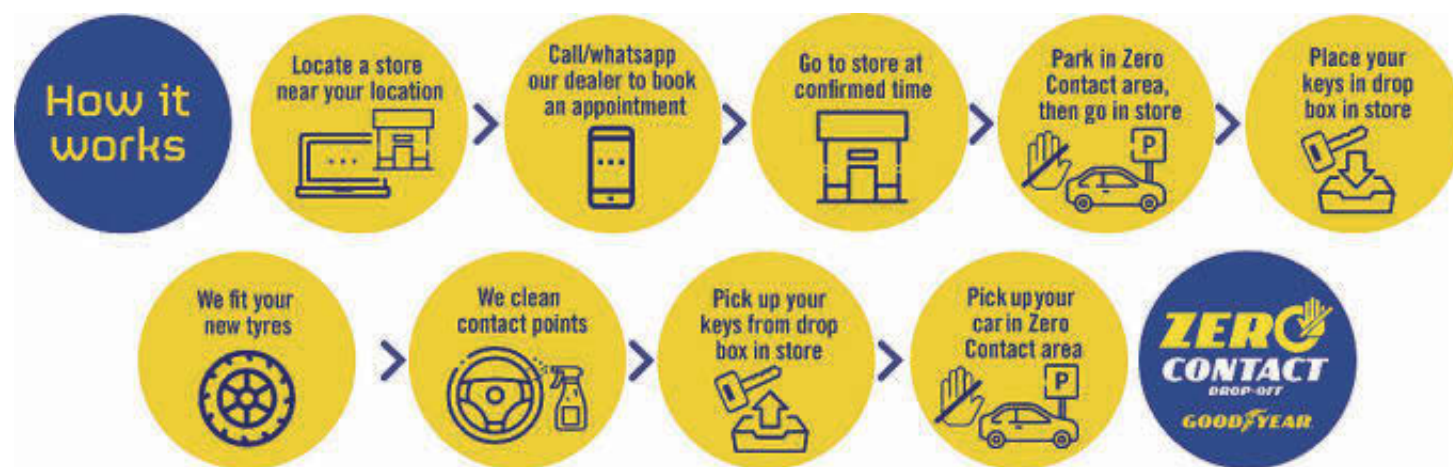 How it
works
Locate a store
near your location
Call/whatsapp
our dealer to book
an appointment
Go to store at
confirmed time
Park in Zero
Contact area,
then go in store
P
Place your
keys in drop
box in store
We fit your
new tyres
We clean
contact points
Pick up your
keys from drop
box in store
Pick up your
car in Zero
Contact area
P
ZERO
CONTACT
DROP-OFF
GOODYEAR